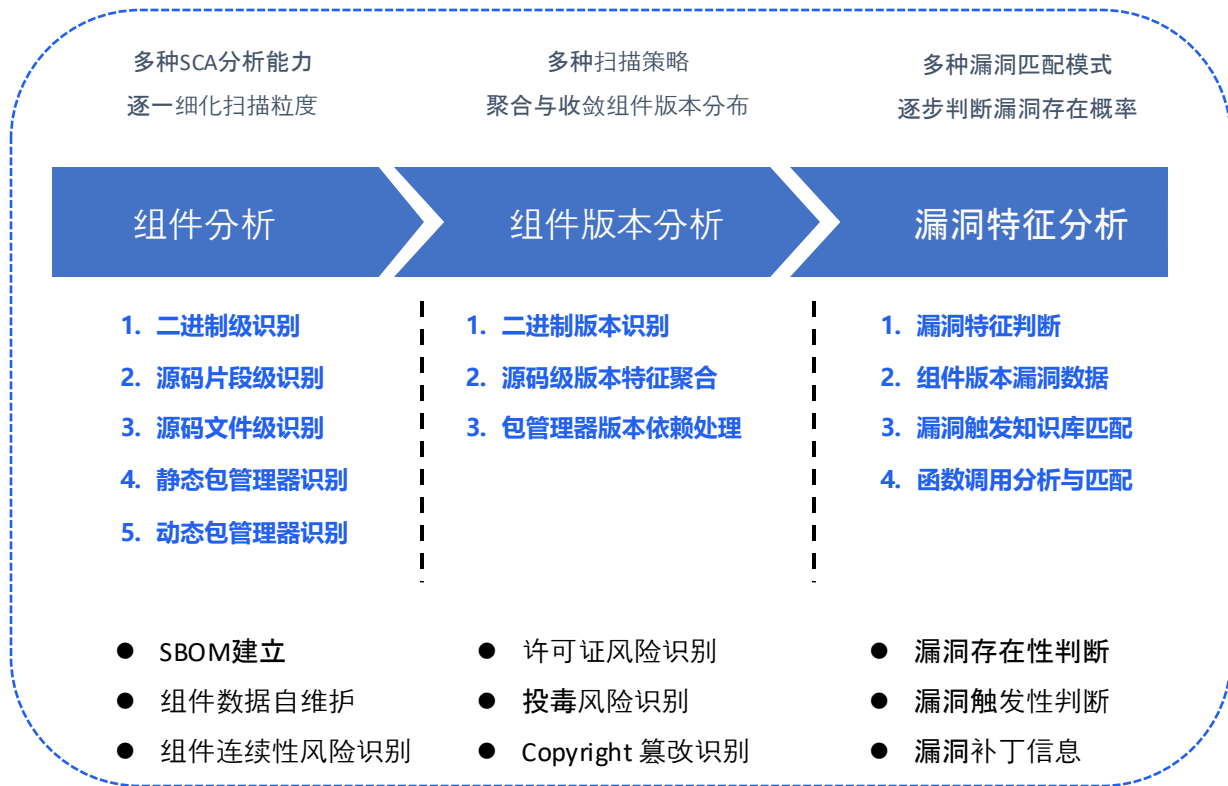 多种SCA分析能力
逐一细化扫描粒度
多种扫描策略
聚合与收敛组件版本分布
多种漏洞匹配模式
逐步判断漏洞存在概率
组件分析
组件版本分析
漏洞特征分析
1. 二进制级识别
2. 源码片段级识别
3. 源码文件级识别
4. 静态包管理器识别
5. 动态包管理器识别
1. 二进制版本识别
2. 源码级版本特征聚合
3. 包管理器版本依赖处理
1. 漏洞特征判断
2. 组件版本漏洞数据
3. 漏洞触发知识库匹配
4. 函数调用分析与匹配
● SBOM建立
● 组件数据自维护
● 组件连续性风险识别
● 许可证风险识别
● 投毒风险识别
● Copyright 篡改识别
● 漏洞存在性判断
● 漏洞触发性判断
● 漏洞补丁信息